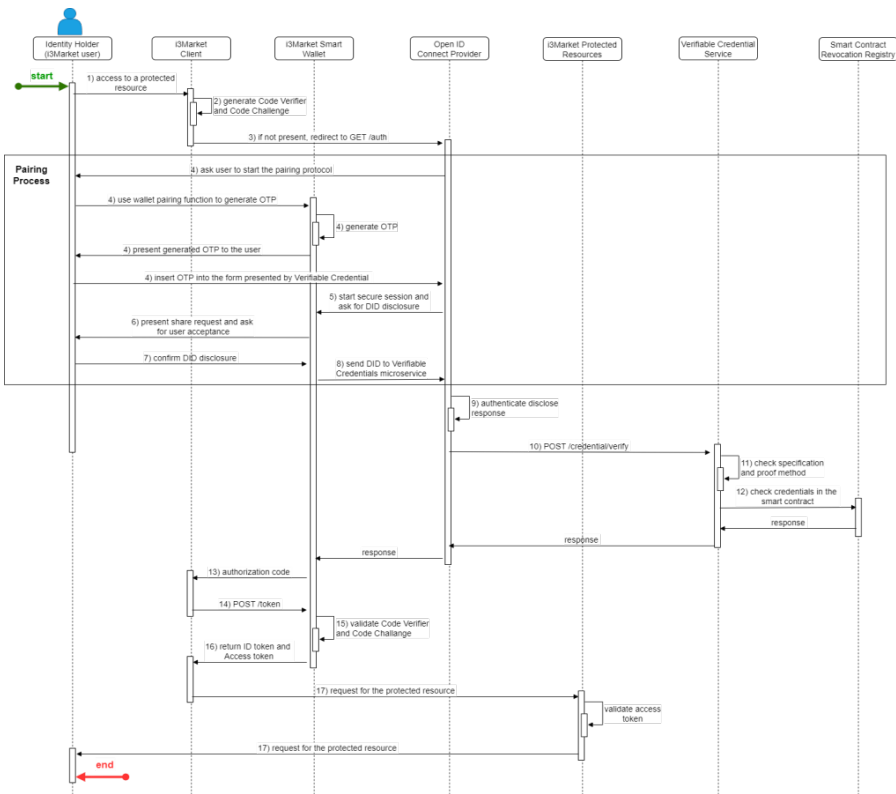 Identity Holder
(i3Market user)
i3Market
Client
i3Market Smart
Wallet
Open ID
Connect Provider
i3Market Protected
Resources
Verifiable Credential
Service
Smart Contract
Revocation Registry
start
1) access to a protected
resource
2) generate Code Verifier
and Code Challenge
3) if not present, redirect to GET /auth
Pairing
Process
4) ask user to start the pairing protocol
4) use wallet pairing function to generate OTP
4) generate OTP
4) present generated OTP to the user
4) insert OTP into the form presented by Verifiable Credential
5) start secure session and
ask for DID disclosure
6) present share request and ask
for user acceptance
7) confirm DID disclosure
8) send DID to Verifiable
Credentials microservice
9) authenticate disclose
response
10) POST /credential/verify
11) check specification
and proof method
12) check credentials in the
smart contract
response
response
response
13) authorization code
14) POST /token
15) validate Code Verifier
and Code Challange
16) return ID token and
Access token
17) request for the protected resource
validate access
token
17) request for the protected resource
end